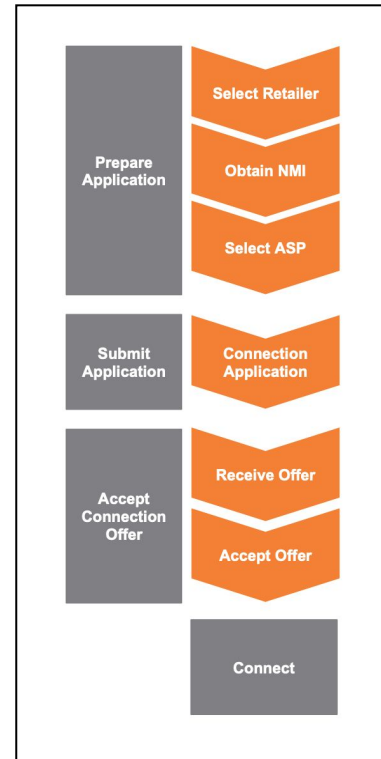 Prepare
Application
Select Retailer
Obtain NMI
Select ASP
Submit
Application
Connection
Application
Accept
Connection
Offer
Receive Offer
Accept Offer
Connect